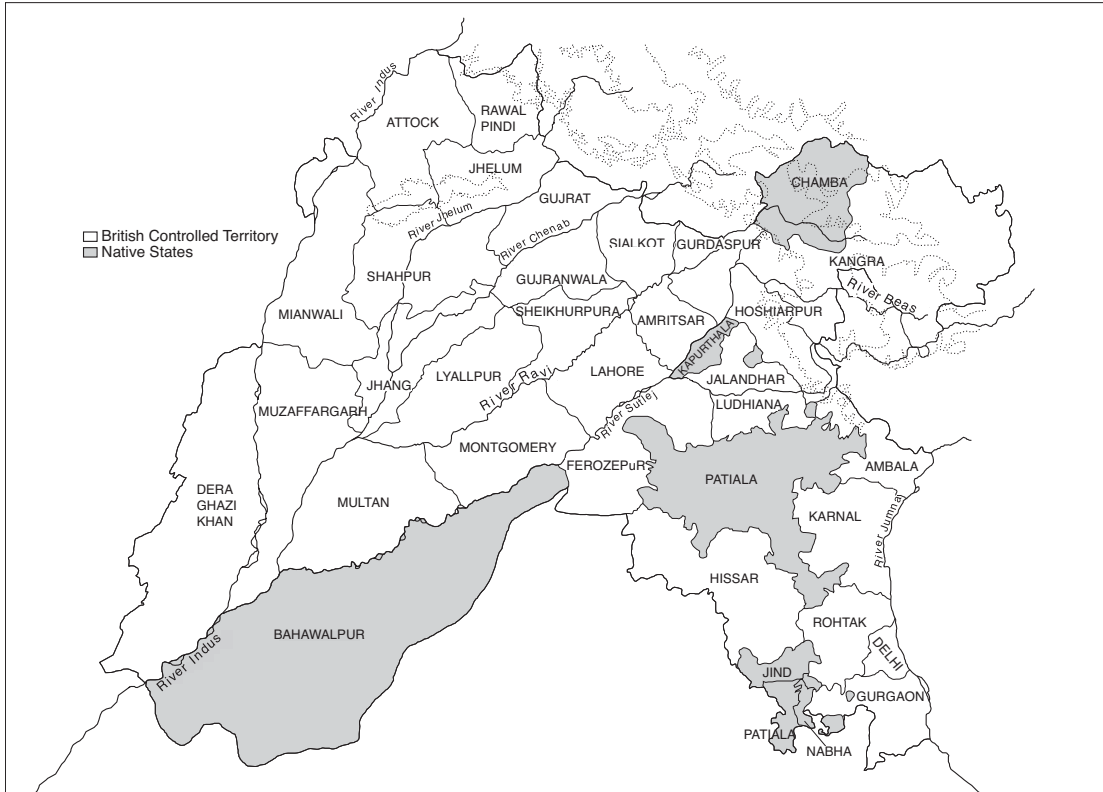 River Indus
ATTOCK
RAWAL
PINDI
JHELUM
CHAMBA
GUJRAT
River Jhelum
River Chenab
British Controlled Territory
Native States
SIALKOT
GURDASPUR
KANGRA
SHAHPUR
GUJRANWALA
River Beas
MIANWALI
SHEIKHURPURA
AMRITSAR
HOSHIARPUR
KAPURTHALA
JHANG
LYALLPUR
River Ravi
LAHORE
JALANDHAR
MUZAFFARGARH
River Sutlej
LUDHIANA
MONTGOMERY
FEROZEPuR
PATIALA
AMBALA
DERA
GHAZI
KHAN
MULTAN
KARNAL
River Jumna
HISSAR
BAHAWALPUR
ROHTAK
DELHI
River Indus
JIND
GURGAON
PATIALA
NABHA